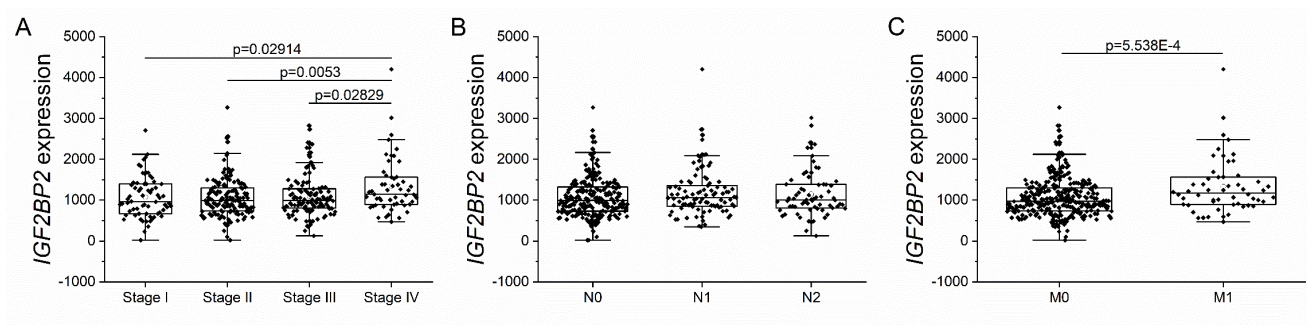 A
IGF2BP2 expression
5000
4000
3000
2000
1000
0
-1000
p=0.02914
p=0.0053
p=0.02829
Stage I
Stage II
Stage III
Stage IV
B
IGF2BP2 expression
5000
4000
3000
2000
1000
0
-1000
N0
N1
N2
C
IGF2BP2 expression
5000
4000
3000
2000
1000
0
-1000
p=5.538E-4
M0
M1